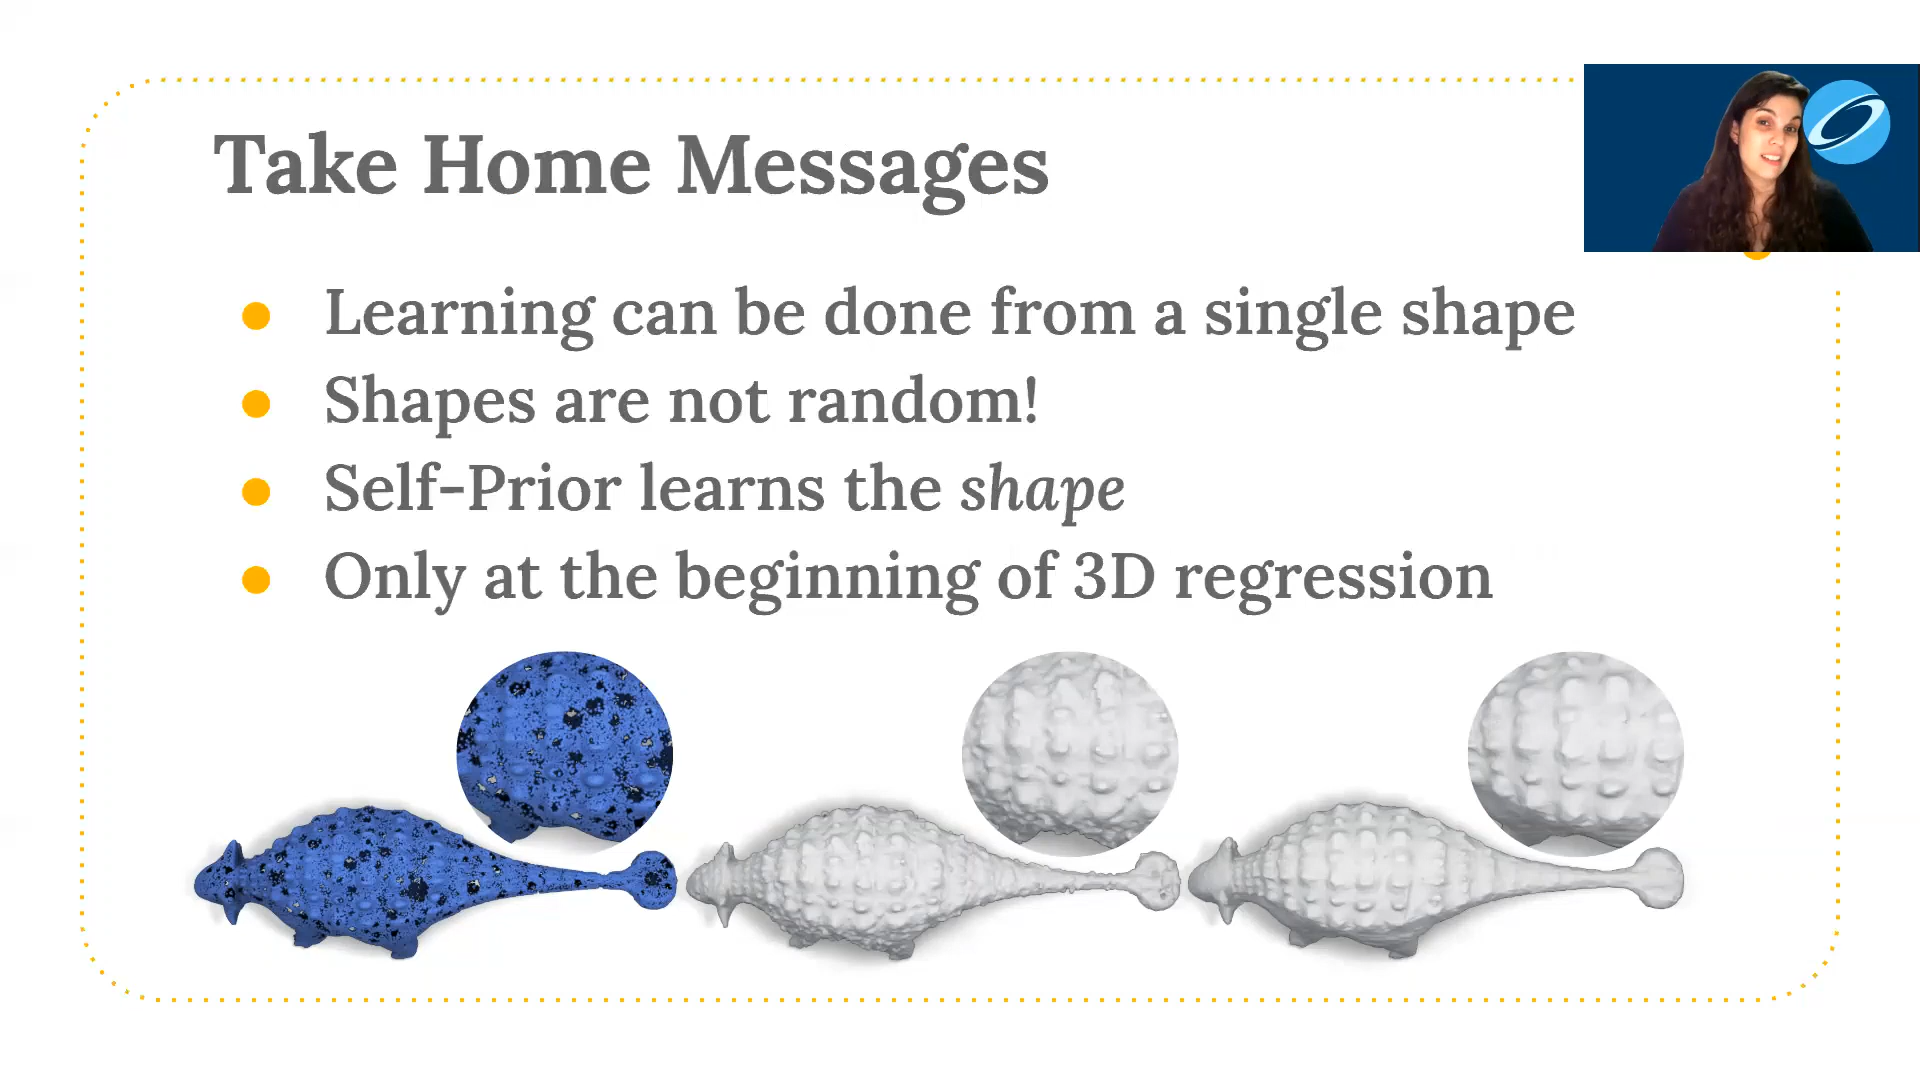 Take Home Messages
Learning can be done from a single shape
Shapes are not random!
Self-Prior learns the shape
Only at the beginning of 3D regression